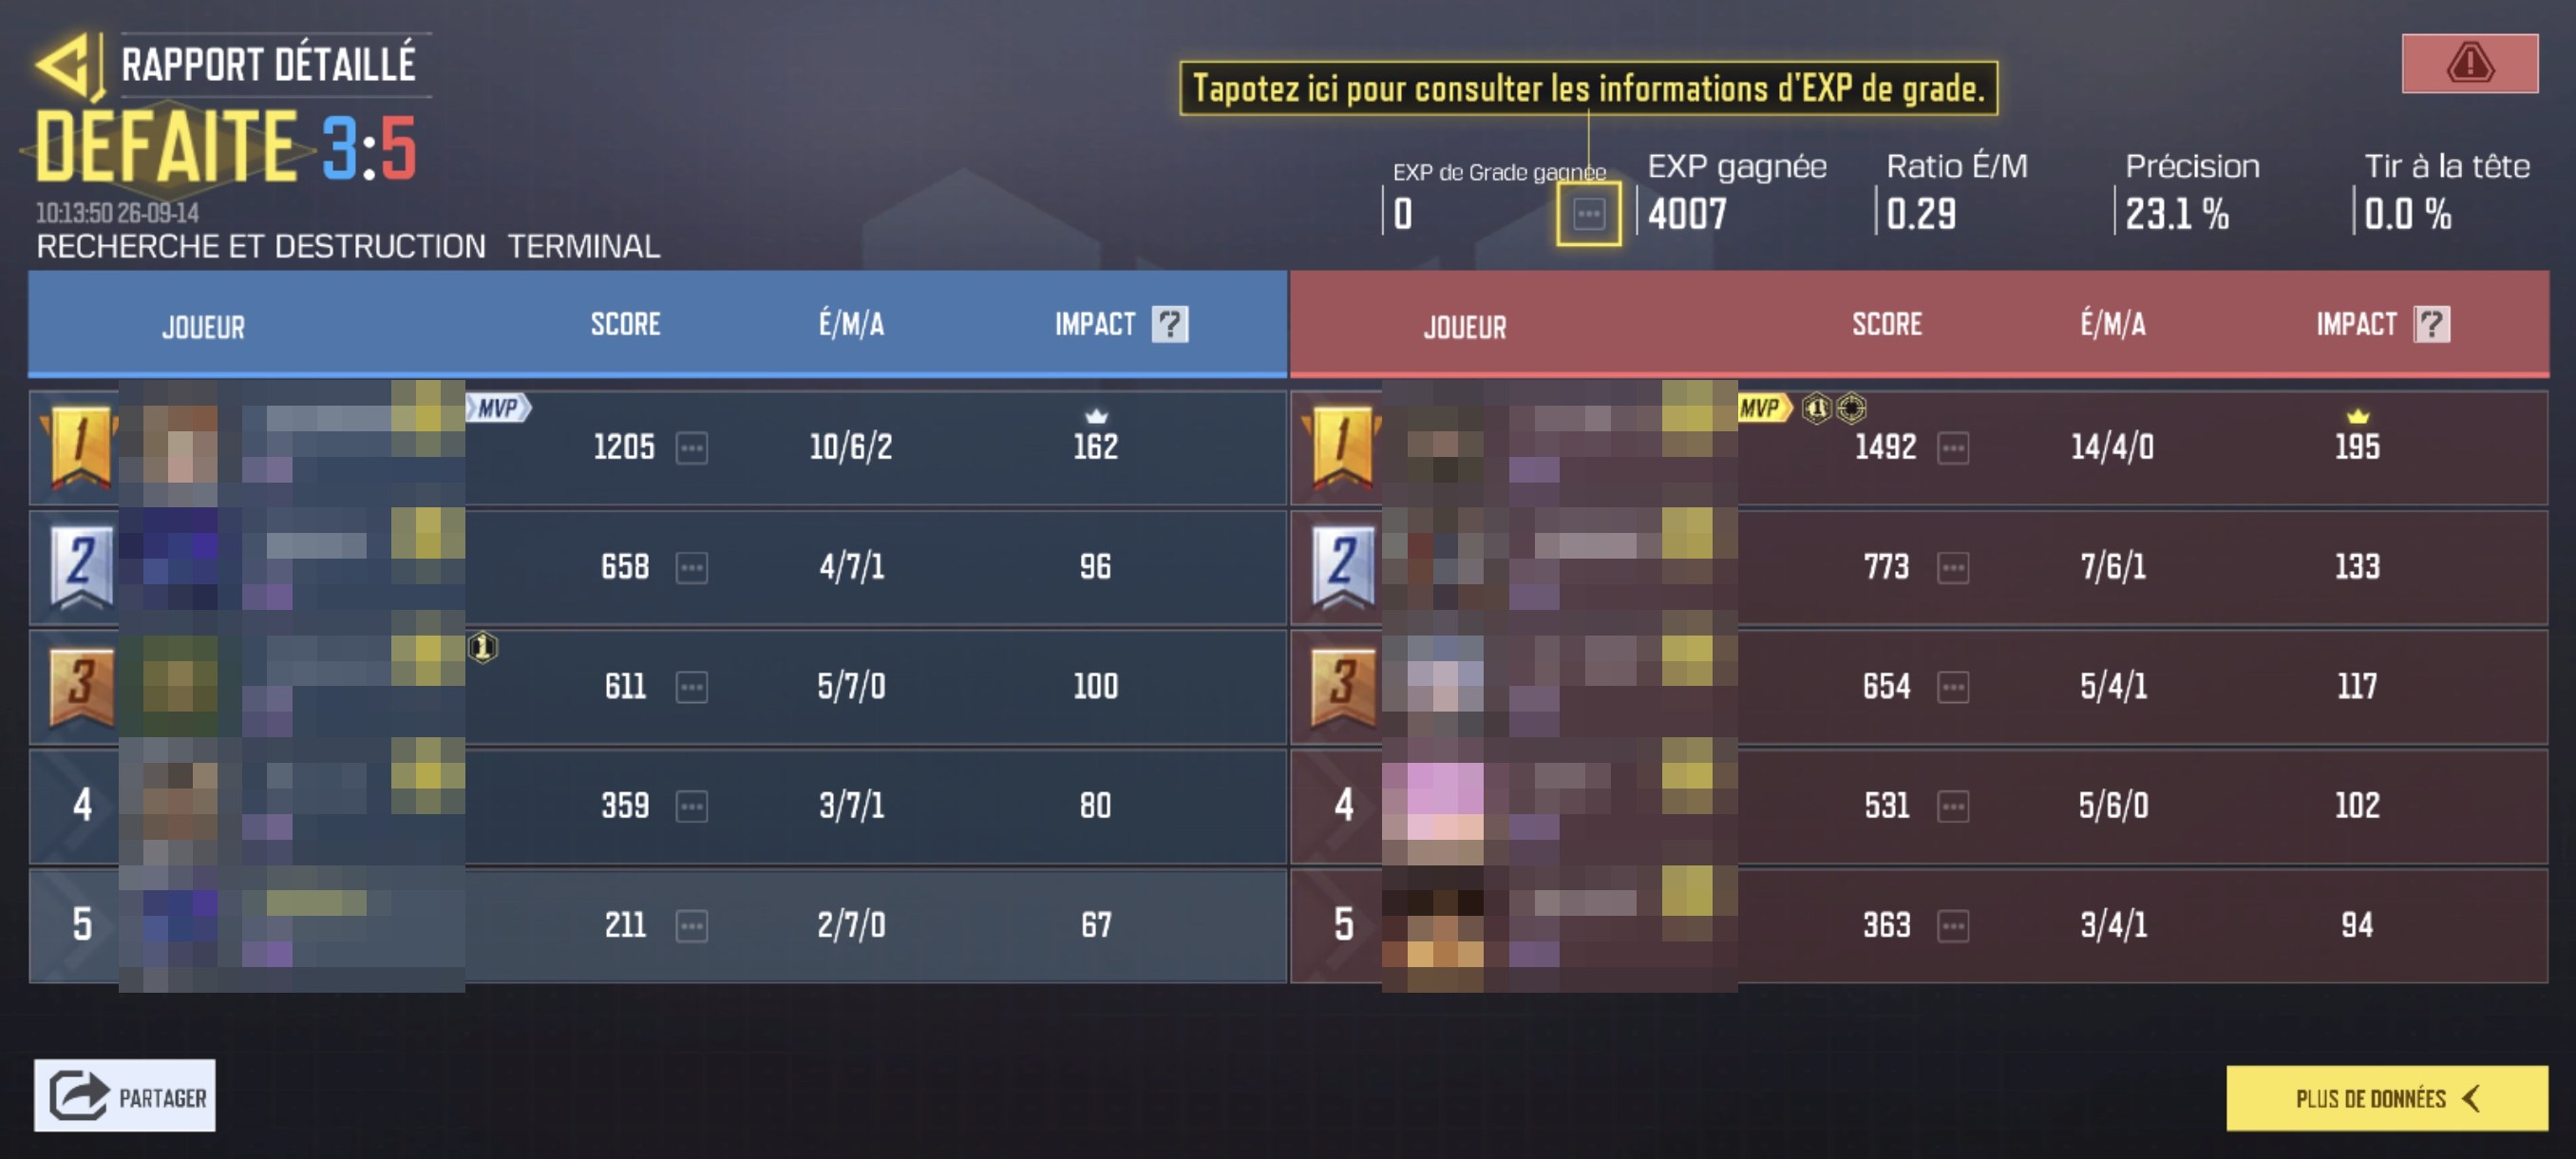 RAPPORT DÉTAILLÉ
Tapotez ici pour consulter les informations d'EXP de grade.
DÉFAITE 3:5
EXP de Grade gagnée EXP gagnée Ratio É/M Précision Tir à la tête
0 4007 0.29 23.1 % 0.0 %
10:13:50 26-09-14
RECHERCHE ET DESTRUCTION TERMINAL
JOUEUR SCORE É/M/A IMPACT ?
1 MVP 1205 10/6/2 162
2 658 4/7/1 96
3 1 611 5/7/0 100
4 359 3/7/1 80
5 211 2/7/0 67
JOUEUR SCORE É/M/A IMPACT ?
1 MVP 1 1492 14/4/0 195
2 773 7/6/1 133
3 654 5/4/1 117
4 531 5/6/0 102
5 363 3/4/1 94
PARTAGER
PLUS DE DONNÉES